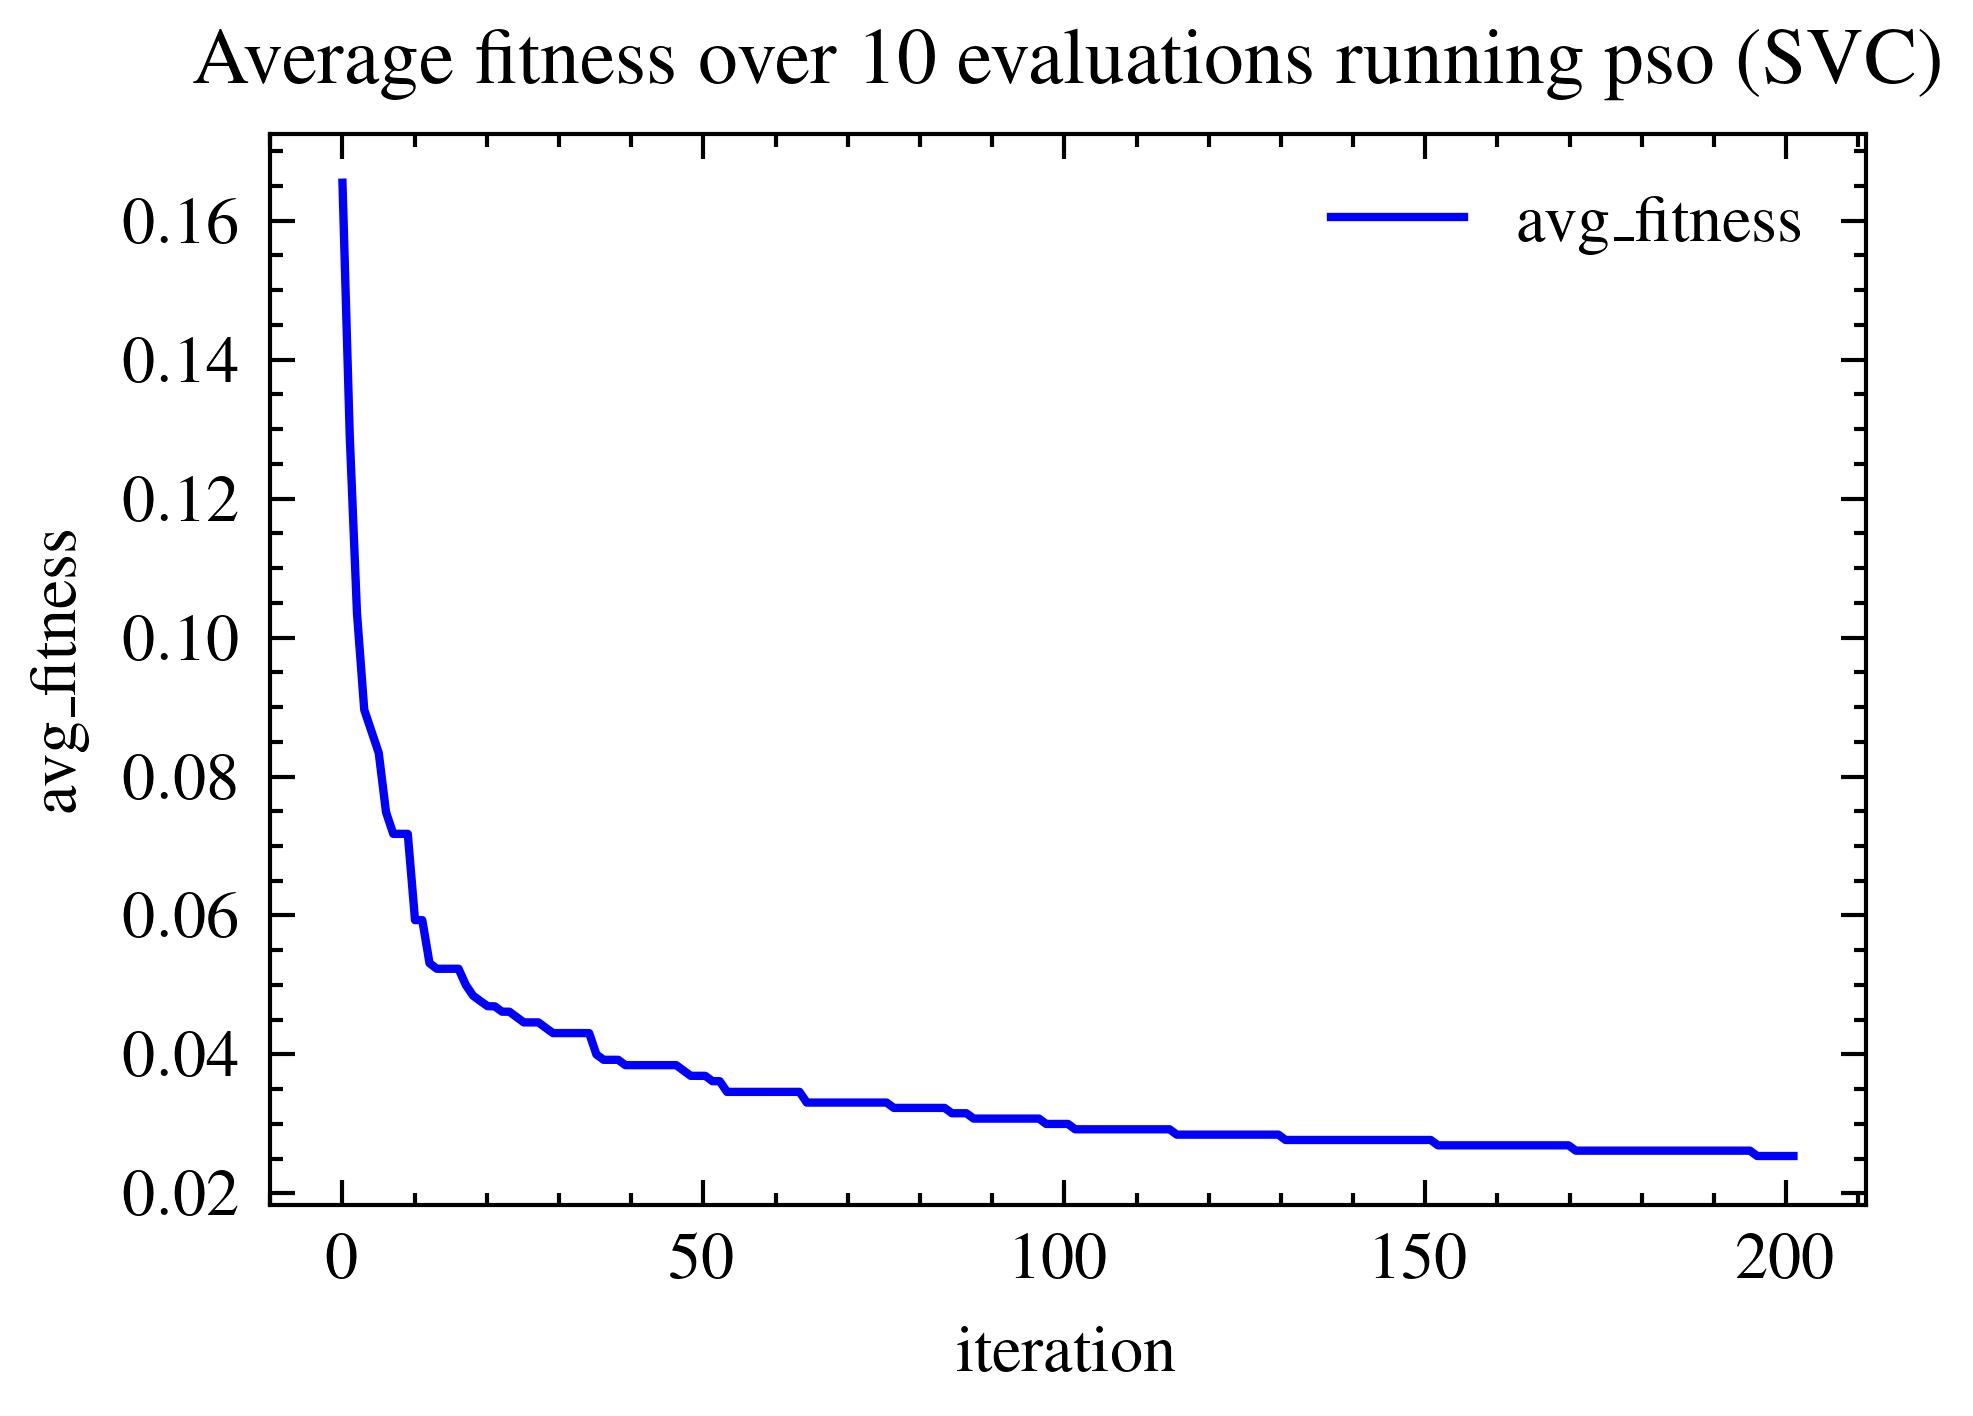 Average fitness over 10 evaluations running pso (SVC)
avg_fitness
0.16
0.14
0.12
0.10
0.08
0.06
0.04
0.02
avg_fitness
0 50 100 150 200
iteration